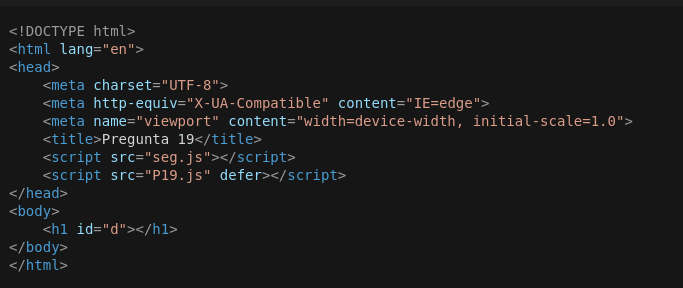 <!DOCTYPE html>
<html lang="en">
<head>
    <meta charset="UTF-8">
    <meta http-equiv="X-UA-Compatible" content="IE=edge">
    <meta name="viewport" content="width=device-width, initial-scale=1.0">
    <title>Pregunta 19</title>
    <script src="seg.js"></script>
    <script src="P19.js" defer></script>
</head>
<body>
    <h1 id="d"></h1>
</body>
</html>